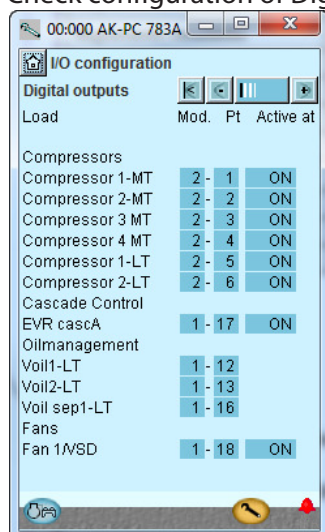 Check configuration of Di
00:000 AK-PC 783A
I/O configuration
Digital outputs
Load Mod. Pt Active at
Compressors
Compressor 1-MT 2 - 1 ON
Compressor 2-MT 2 - 2 ON
Compressor 3 MT 2 - 3 ON
Compressor 4 MT 2 - 4 ON
Compressor 1-LT 2 - 5 ON
Compressor 2-LT 2 - 6 ON
Cascade Control
EVR cascA 1 - 17 ON
Oilmanagement
Voil1-LT 1 - 12
Voil2-LT 1 - 13
Voil sep1-LT 1 - 16
Fans
Fan 1/VSD 1 - 18 ON